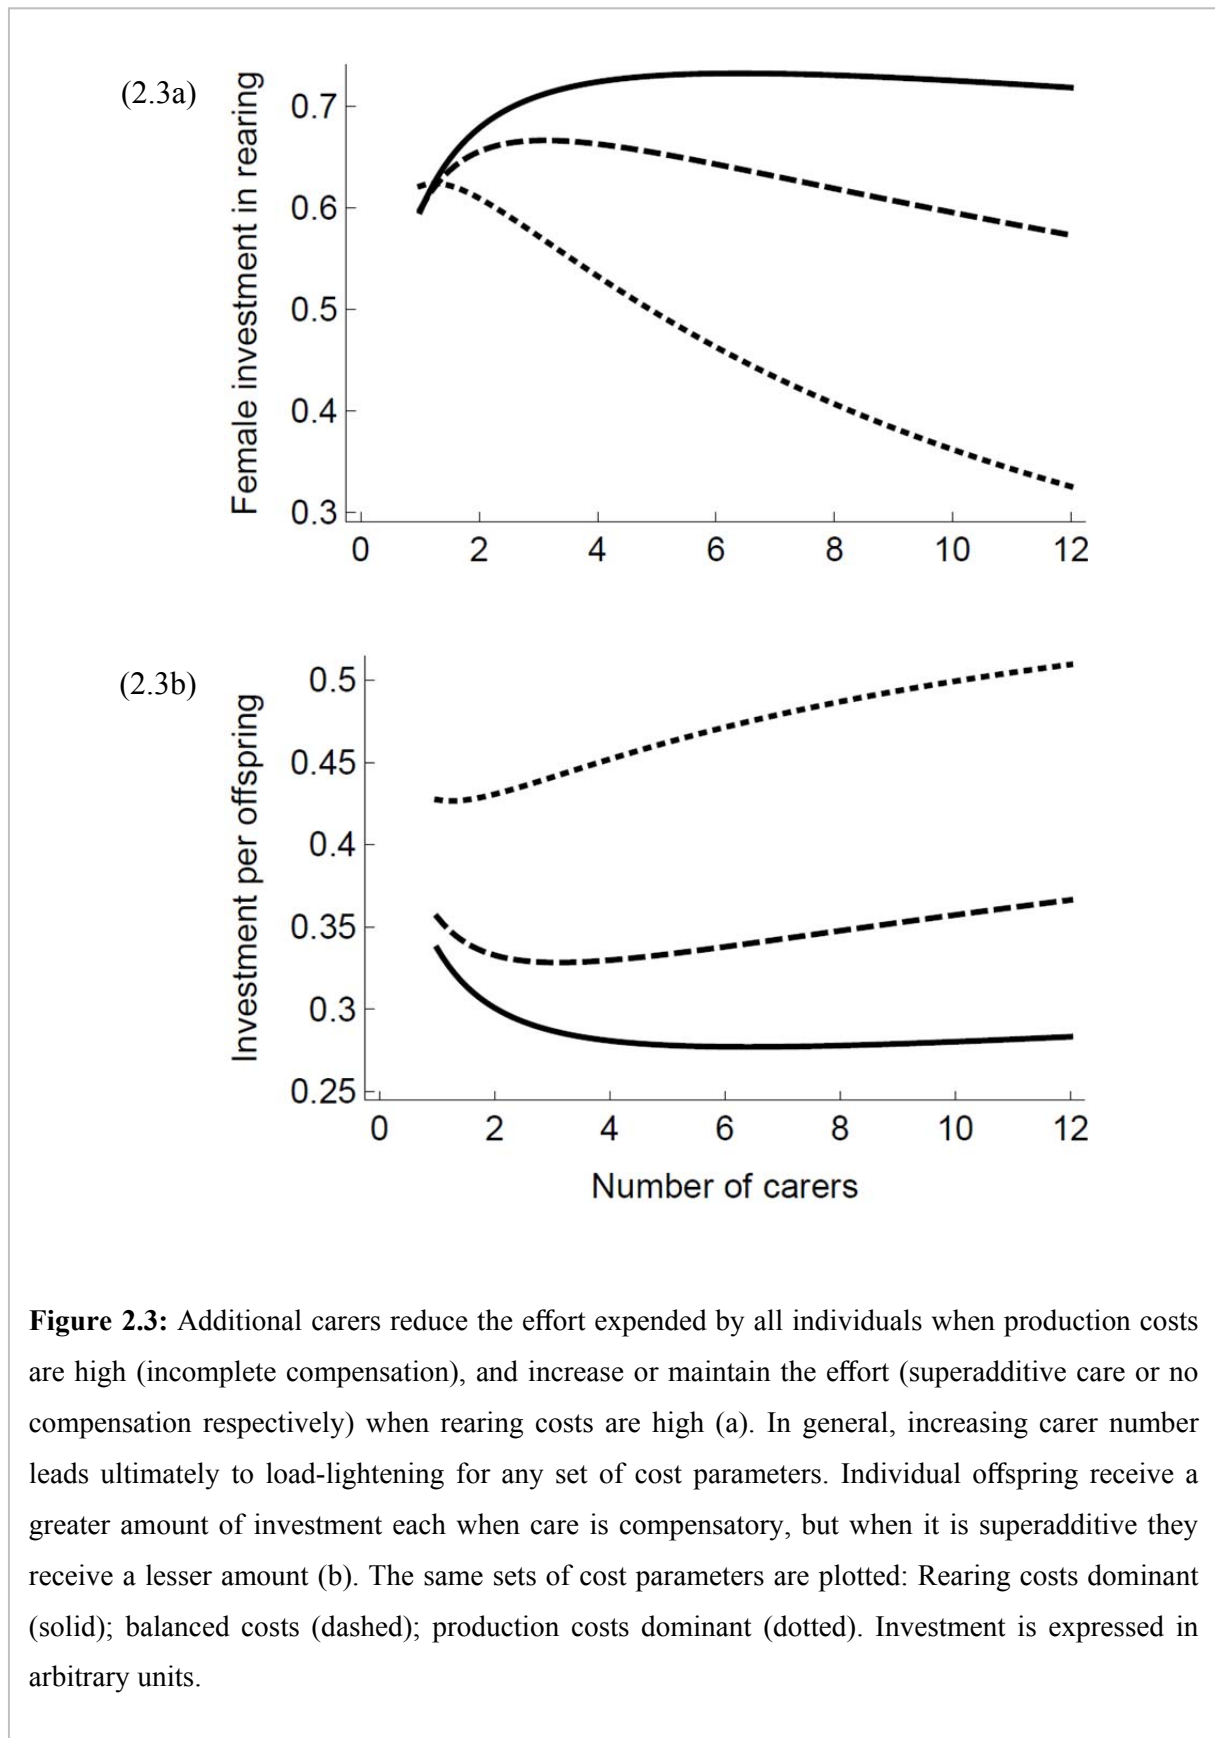 (2.3a)
Female investment in rearing
0.7
0.6
0.5
0.4
0.3
0 2 4 6 8 10 12
(2.3b)
Investment per offspring
0.5
0.45
0.4
0.35
0.3
0.25
0 2 4 6 8 10 12
Number of carers
Figure 2.3: Additional carers reduce the effort expended by all individuals when production costs
are high (incomplete compensation), and increase or maintain the effort (superadditive care or no
compensation respectively) when rearing costs are high (a). In general, increasing carer number
leads ultimately to load-lightening for any set of cost parameters. Individual offspring receive a
greater amount of investment each when care is compensatory, but when it is superadditive they
receive a lesser amount (b). The same sets of cost parameters are plotted: Rearing costs dominant
(solid); balanced costs (dashed); production costs dominant (dotted). Investment is expressed in
arbitrary units.